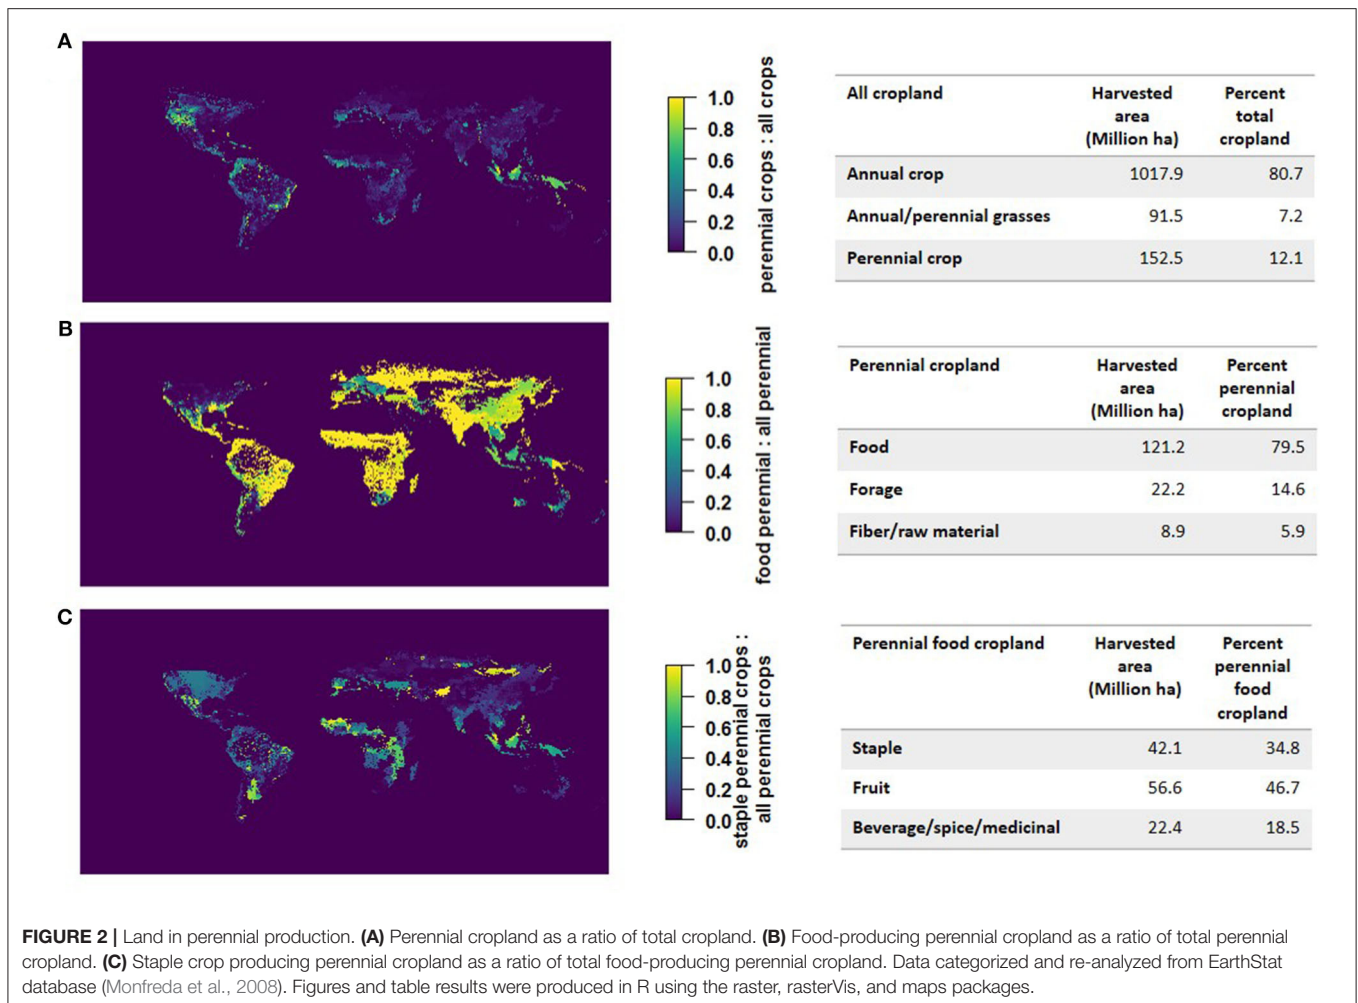 A
1.0
0.8
0.6
0.4
0.2
0.0
perennial crops : all crops
All cropland Harvested area (Million ha) Percent total cropland
Annual crop 1017.9 80.7
Annual/perennial grasses 91.5 7.2
Perennial crop 152.5 12.1
B
1.0
0.8
0.6
0.4
0.2
0.0
food perennial : all perennial
Perennial cropland Harvested area (Million ha) Percent perennial cropland
Food 121.2 79.5
Forage 22.2 14.6
Fiber/raw material 8.9 5.9
C
1.0
0.8
0.6
0.4
0.2
0.0
staple perennial crops :
all perennial crops
Perennial food cropland Harvested area (Million ha) Percent perennial food cropland
Staple 42.1 34.8
Fruit 56.6 46.7
Beverage/spice/medicinal 22.4 18.5
FIGURE 2 | Land in perennial production. (A) Perennial cropland as a ratio of total cropland. (B) Food-producing perennial cropland as a ratio of total perennial
cropland. (C) Staple crop producing perennial cropland as a ratio of total food-producing perennial cropland. Data categorized and re-analyzed from EarthStat
database (Monfreda et al., 2008). Figures and table results were produced in R using the raster, rasterVis, and maps packages.